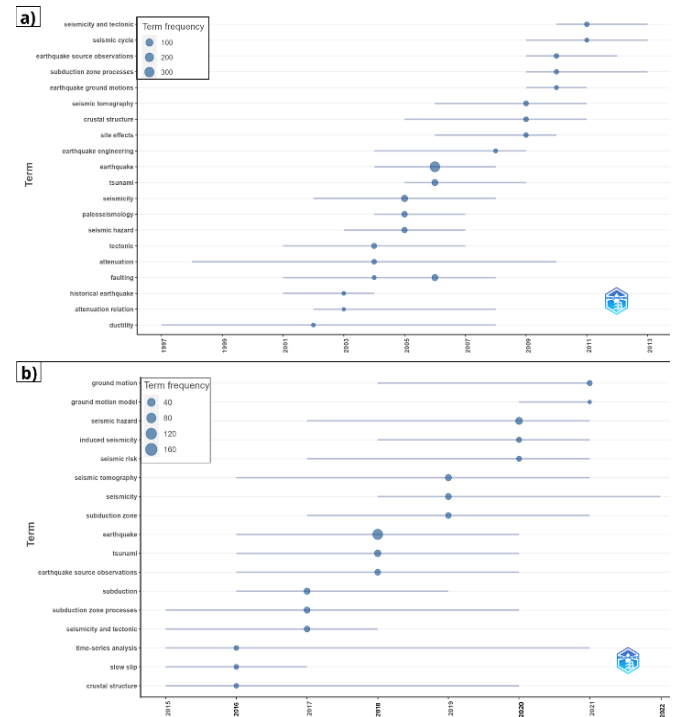 a)
Term frequency
100
200
300
seismicity and tectonic
seismic cycle
earthquake source observations
subduction zone processes
earthquake ground motions
seismic tomography
crustal structure
site effects
earthquake engineering
earthquake
tsunami
seismicity
paleoseismology
seismic hazard
tectonic
attenuation
faulting
historical earthquake
attenuation relation
ductility
Term
1997
1999
2001
2003
2005
2007
2009
2011
2013
b)
Term frequency
40
80
120
160
ground motion
ground motion model
seismic hazard
induced seismicity
seismic risk
seismic tomography
seismicity
subduction zone
earthquake
tsunami
earthquake source observations
subduction
subduction zone processes
seismicity and tectonic
time-series analysis
slow slip
crustal structure
Term
2015
2016
2017
2018
2019
2020
2021
2022